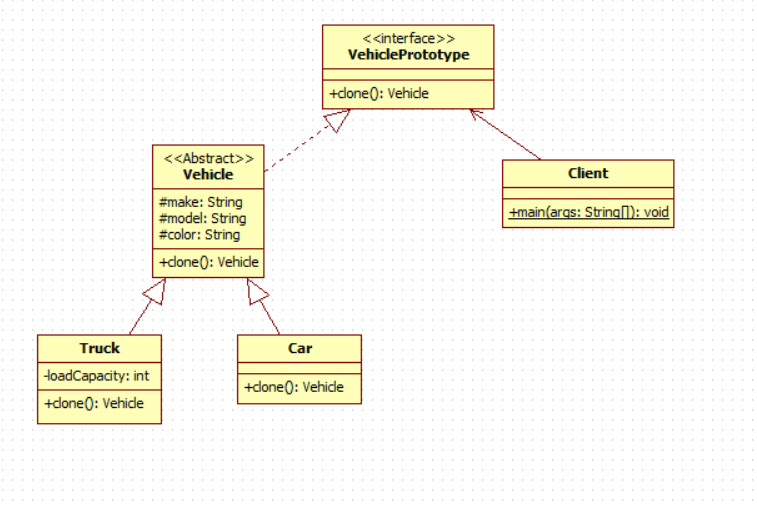 <<interface>>
VehiclePrototype
+clone(): Vehicle
<<Abstract>>
Vehicle
#make: String
#model: String
#color: String
+clone(): Vehicle
Client
+main(args: String[]): void
Truck
-loadCapacity: int
+clone(): Vehicle
Car
+clone(): Vehicle